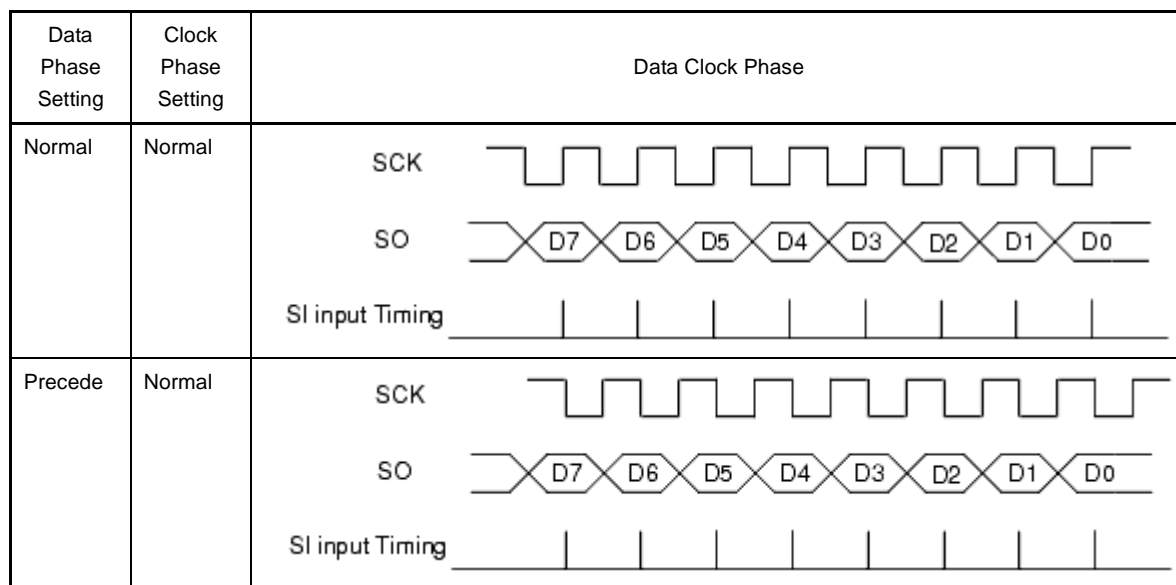 Data
Phase
Setting
Clock
Phase
Setting
Data Clock Phase
Normal
Normal
SCK
SO
D7 D6 D5 D4 D3 D2 D1 D0
SI input Timing
Precede
Normal
SCK
SO
D7 D6 D5 D4 D3 D2 D1 D0
SI input Timing